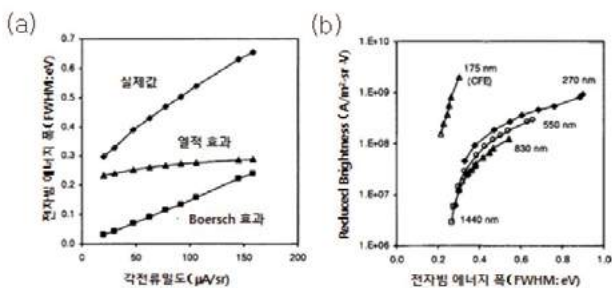 (a)
전자빔 에너지 폭(FWHM:eV)
0.7
0.6
0.5
0.4
0.3
0.2
0.1
0.0
실제값
열적 효과
Boersch 효과
0
50
100
150
200
각전류밀도(μA/sr)
(b)
Reduced Brightness (A/m²·sr·V)
1.E+10
1.E+09
1.E+08
1.E+07
1.E+06
175 nm
(CFE)
270 nm
550 nm
830 nm
1440 nm
0.0
0.2
0.4
0.6
0.8
1.0
전자빔 에너지 폭(FWHM:eV)